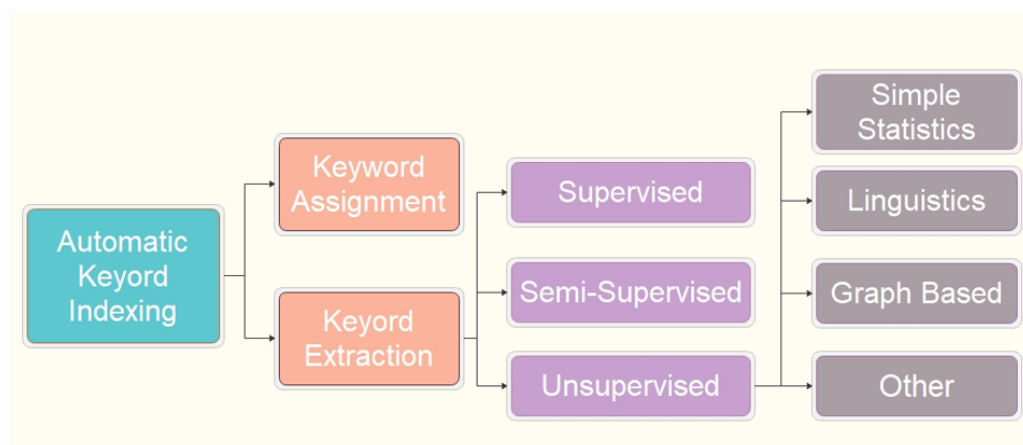 Automatic
Keyord
Indexing
Keyword
Assignment
Keyord
Extraction
Supervised
Semi-Supervised
Unsupervised
Simple
Statistics
Linguistics
Graph Based
Other